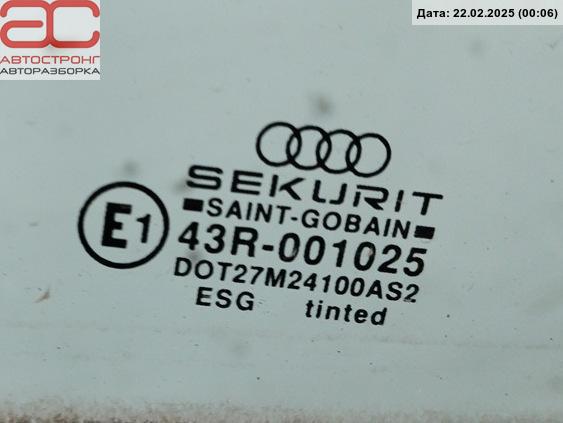 Дата: 22.02.2025 (00:06)
АС
АВТОСТРОНГ
АВТОРАЗБОРКА
SEKURIT
SAINT-GOBAIN
E1
43R-001025
DOT27M24100AS2
ESG tinted